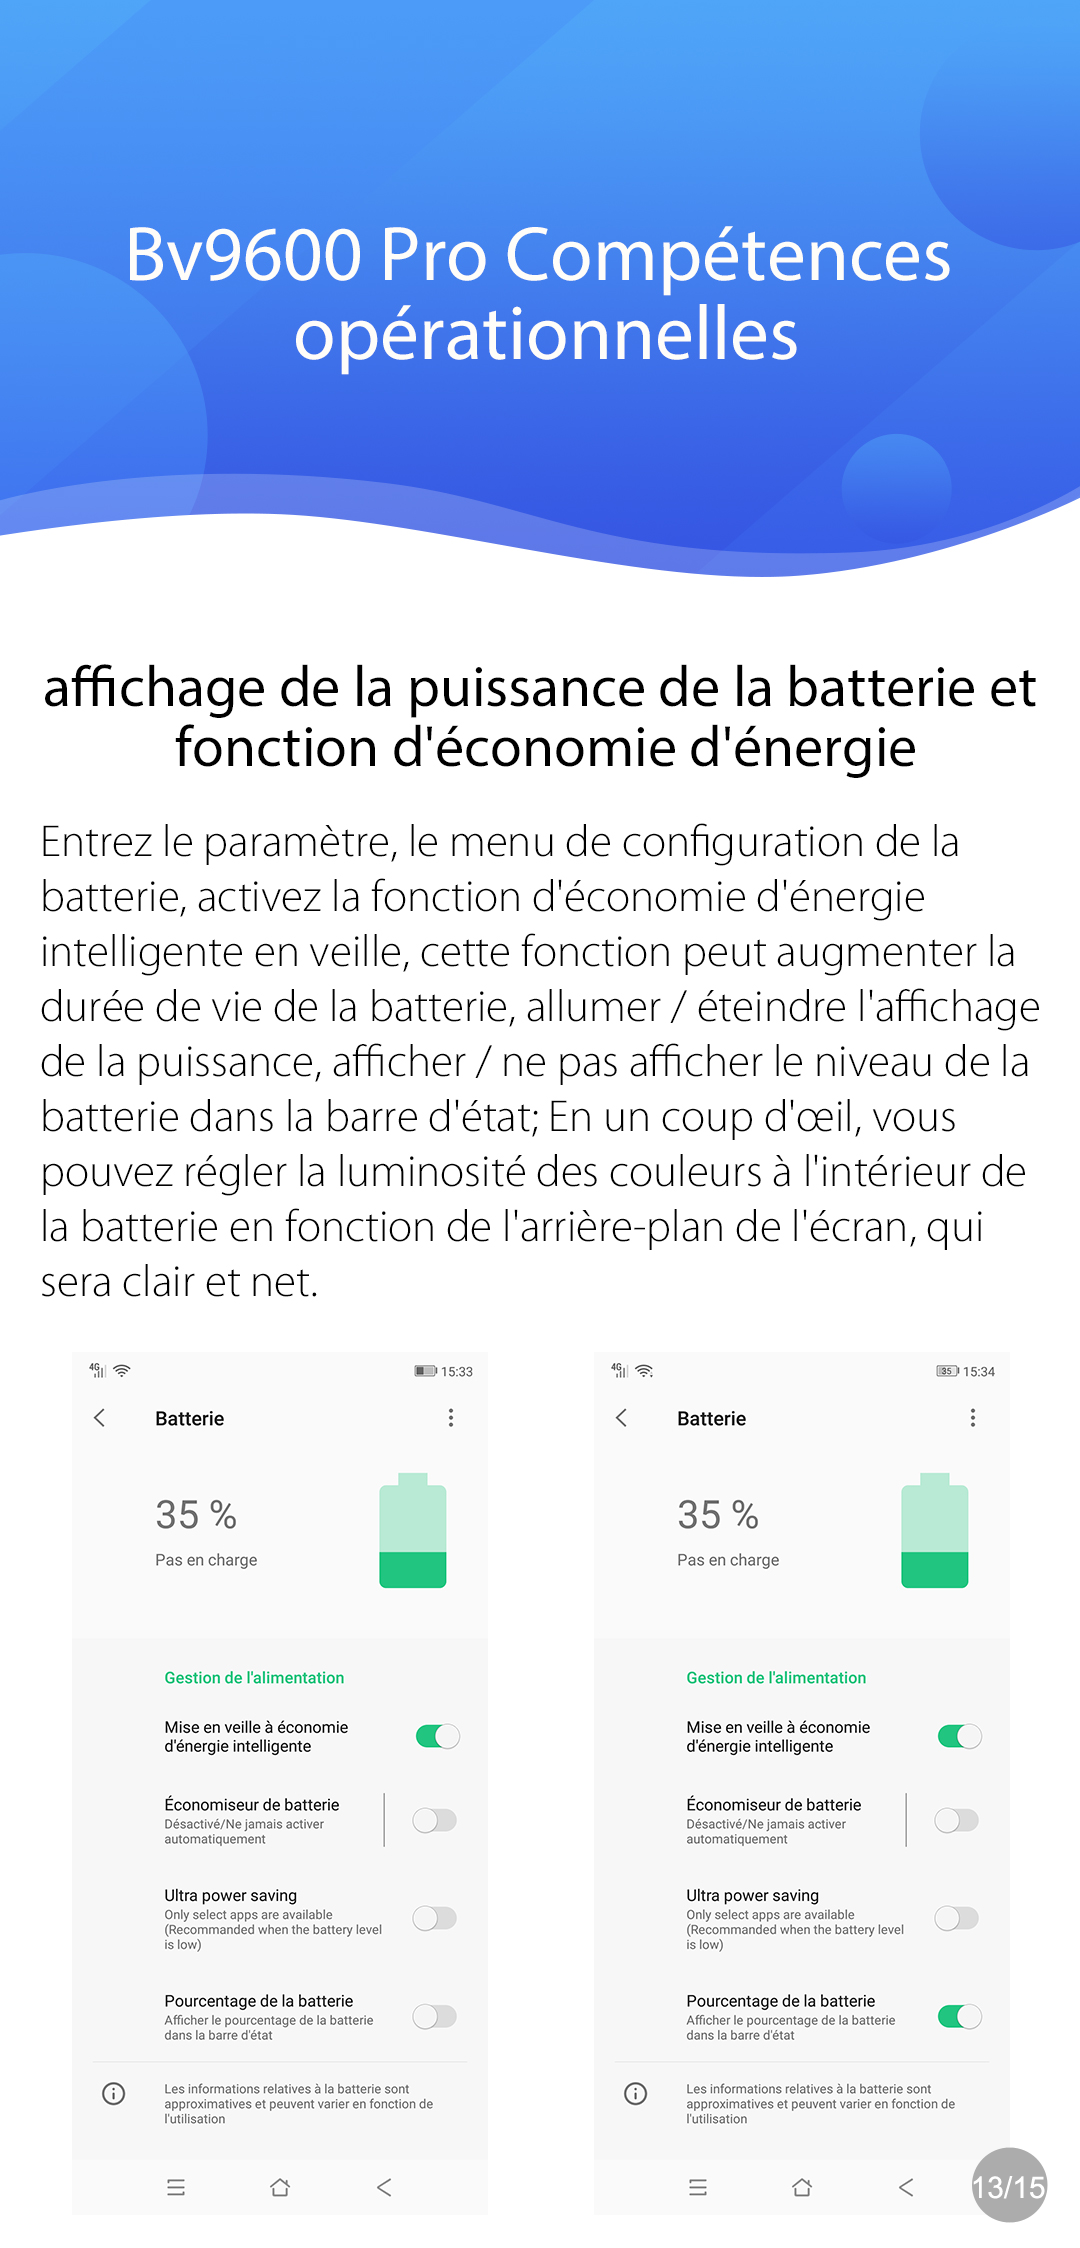 Bv9600 Pro Compétences
opérationnelles
affichage de la puissance de la batterie et
fonction d'économie d'énergie
Entrez le paramètre, le menu de configuration de la
batterie, activez la fonction d'économie d'énergie
intelligente en veille, cette fonction peut augmenter la
durée de vie de la batterie, allumer / éteindre l'affichage
de la puissance, afficher / ne pas afficher le niveau de la
batterie dans la barre d'état; En un coup d'œil, vous
pouvez régler la luminosité des couleurs à l'intérieur de
la batterie en fonction de l'arrière-plan de l'écran, qui
sera clair et net.
4G 15:33
Batterie
35 %
Pas en charge
Gestion de l'alimentation
Mise en veille à économie
d'énergie intelligente
Économiseur de batterie
Désactivé/Ne jamais activer
automatiquement
Ultra power saving
Only select apps are available
(Recommanded when the battery level
is low)
Pourcentage de la batterie
Afficher le pourcentage de la batterie
dans la barre d'état
Les informations relatives à la batterie sont
approximatives et peuvent varier en fonction de
l'utilisation
4G 35 15:34
Batterie
35 %
Pas en charge
Gestion de l'alimentation
Mise en veille à économie
d'énergie intelligente
Économiseur de batterie
Désactivé/Ne jamais activer
automatiquement
Ultra power saving
Only select apps are available
(Recommanded when the battery level
is low)
Pourcentage de la batterie
Afficher le pourcentage de la batterie
dans la barre d'état
Les informations relatives à la batterie sont
approximatives et peuvent varier en fonction de
l'utilisation
13/15